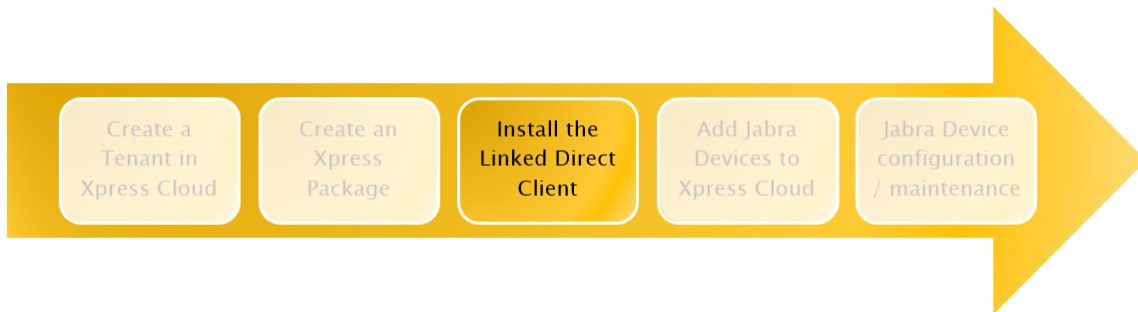 Create a
Tenant in
Xpress Cloud
Create an
Xpress
Package
Install the
Linked Direct
Client
Add Jabra
Devices to
Xpress Cloud
Jabra Device
configuration
/ maintenance